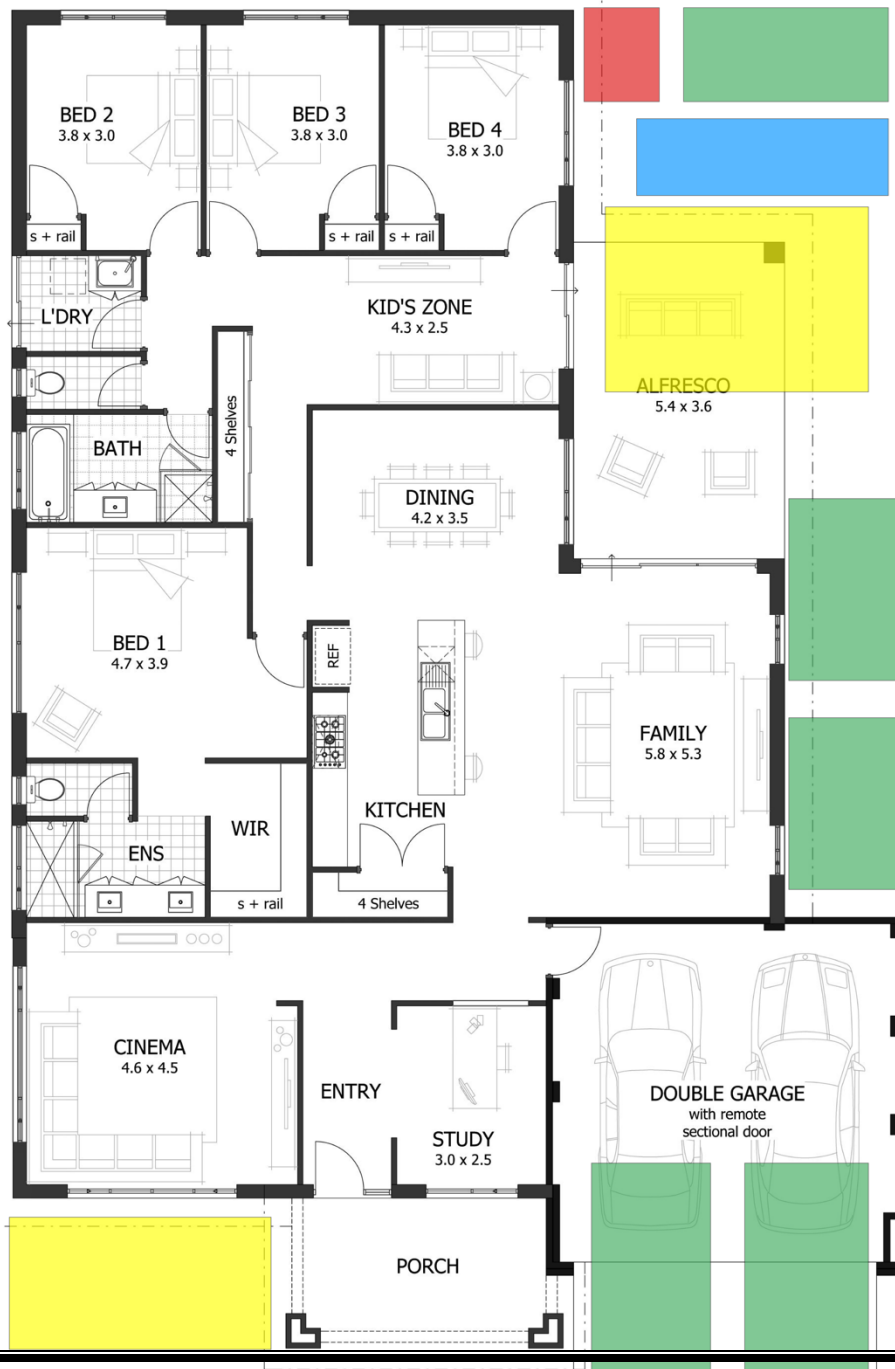 BED 2
3.8 x 3.0
BED 3
3.8 x 3.0
BED 4
3.8 x 3.0
s + rail
s + rail
s + rail
L'DRY
KID'S ZONE
4.3 x 2.5
ALFRESCO
5.4 x 3.6
4 Shelves
BATH
DINING
4.2 x 3.5
BED 1
4.7 x 3.9
REF
FAMILY
5.8 x 5.3
KITCHEN
WIR
ENS
s + rail
4 Shelves
CINEMA
4.6 x 4.5
ENTRY
STUDY
3.0 x 2.5
DOUBLE GARAGE
with remote
sectional door
PORCH